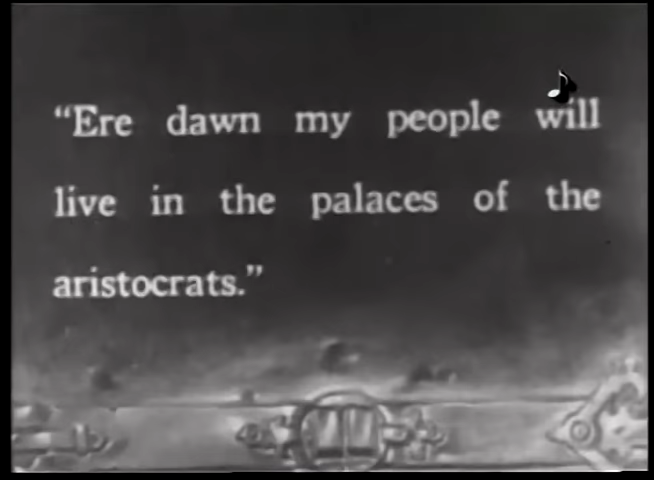 “Ere dawn my people will
live in the palaces of the
aristocrats.”